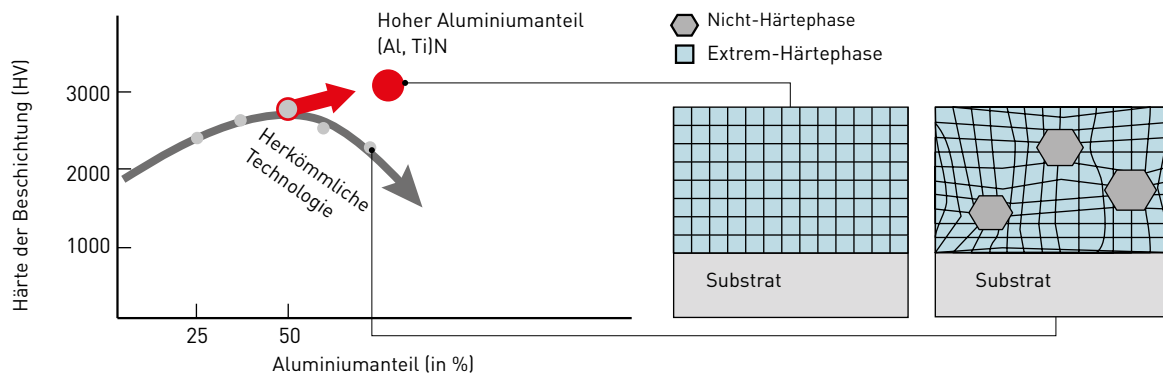 Härte der Beschichtung (HV)
3000
2000
1000
25
50
Aluminiumanteil (in %)
Herkömmliche
Technologie
Hoher Aluminiumanteil
(Al, Ti)N
Nicht-Härtephase
Extrem-Härtephase
Substrat
Substrat